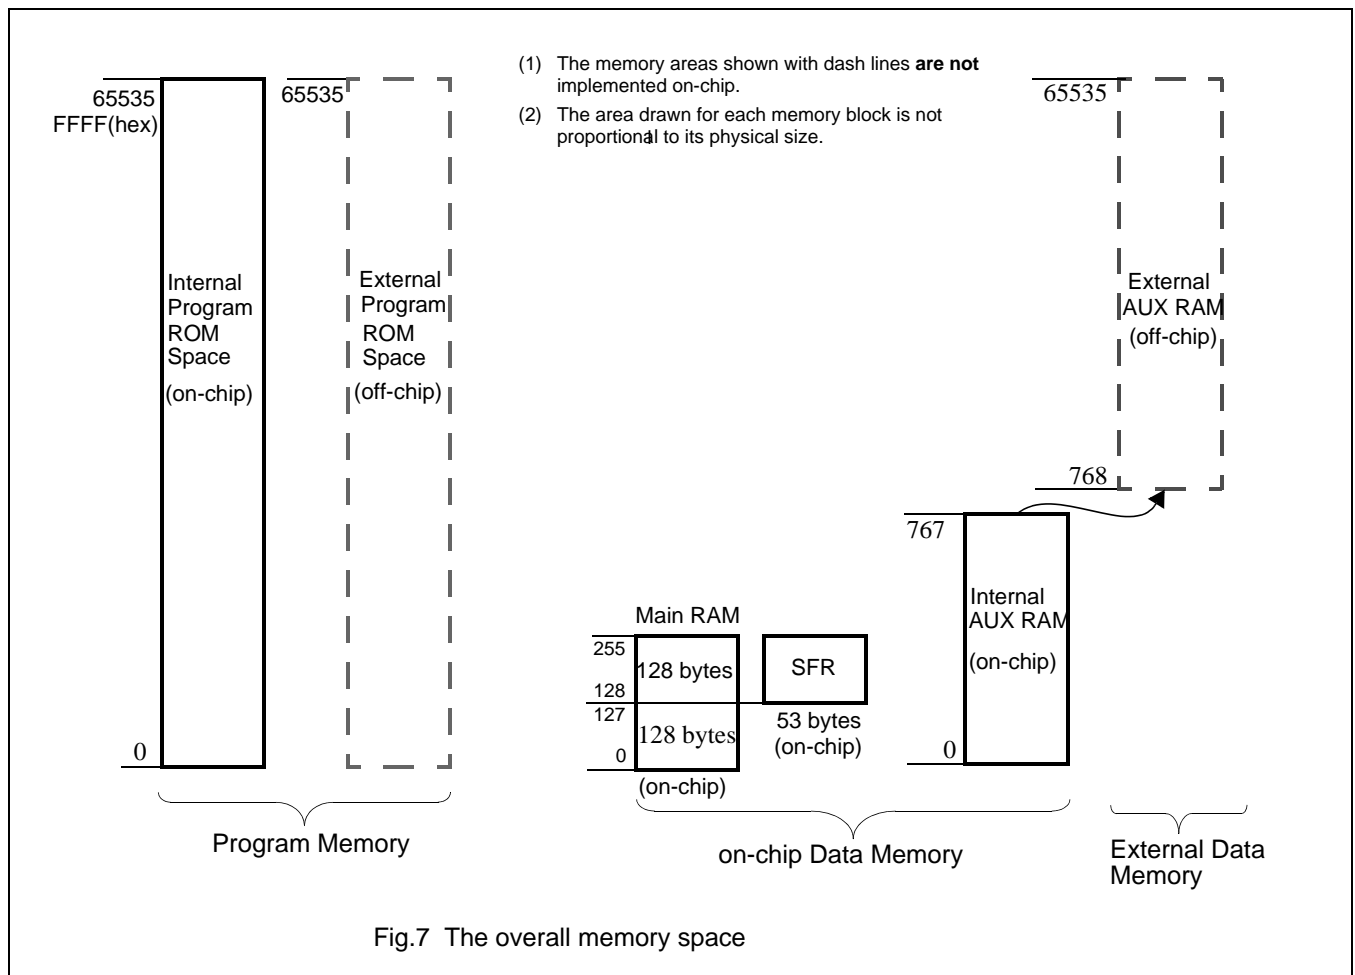 (1) The memory areas shown with dash lines are not
implemented on-chip.
(2) The area drawn for each memory block is not
proportional to its physical size.
65535
FFFF(hex)
65535
Internal
Program
ROM
Space
(on-chip)
External
Program
ROM
Space
(off-chip)
0
Program Memory
Main RAM
255
128 bytes
128
127
128 bytes
0
(on-chip)
SFR
53 bytes
(on-chip)
767
Internal
AUX RAM
(on-chip)
0
on-chip Data Memory
65535
External
AUX RAM
(off-chip)
768
External Data
Memory
Fig.7 The overall memory space